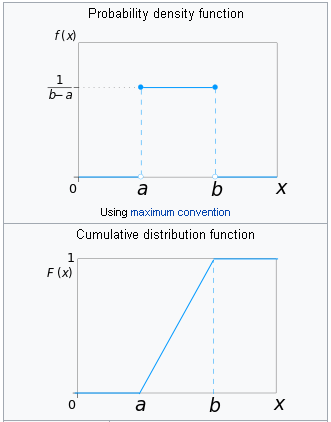 Probability density function
f(x)
1
b−a
0 a b x
Using maximum convention
Cumulative distribution function
1
F(x)
0 a b x